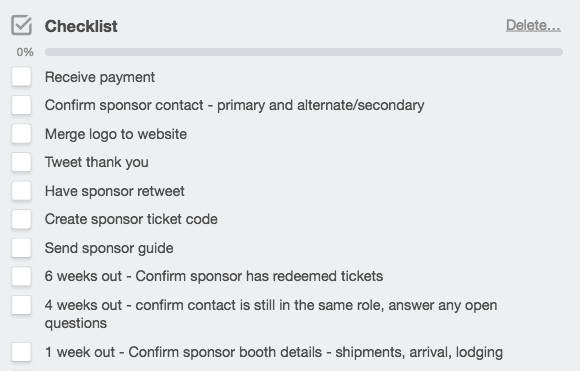 Checklist
Delete...
0%
Receive payment
Confirm sponsor contact - primary and alternate/secondary
Merge logo to website
Tweet thank you
Have sponsor retweet
Create sponsor ticket code
Send sponsor guide
6 weeks out - Confirm sponsor has redeemed tickets
4 weeks out - confirm contact is still in the same role, answer any open
questions
1 week out - Confirm sponsor booth details - shipments, arrival, lodging